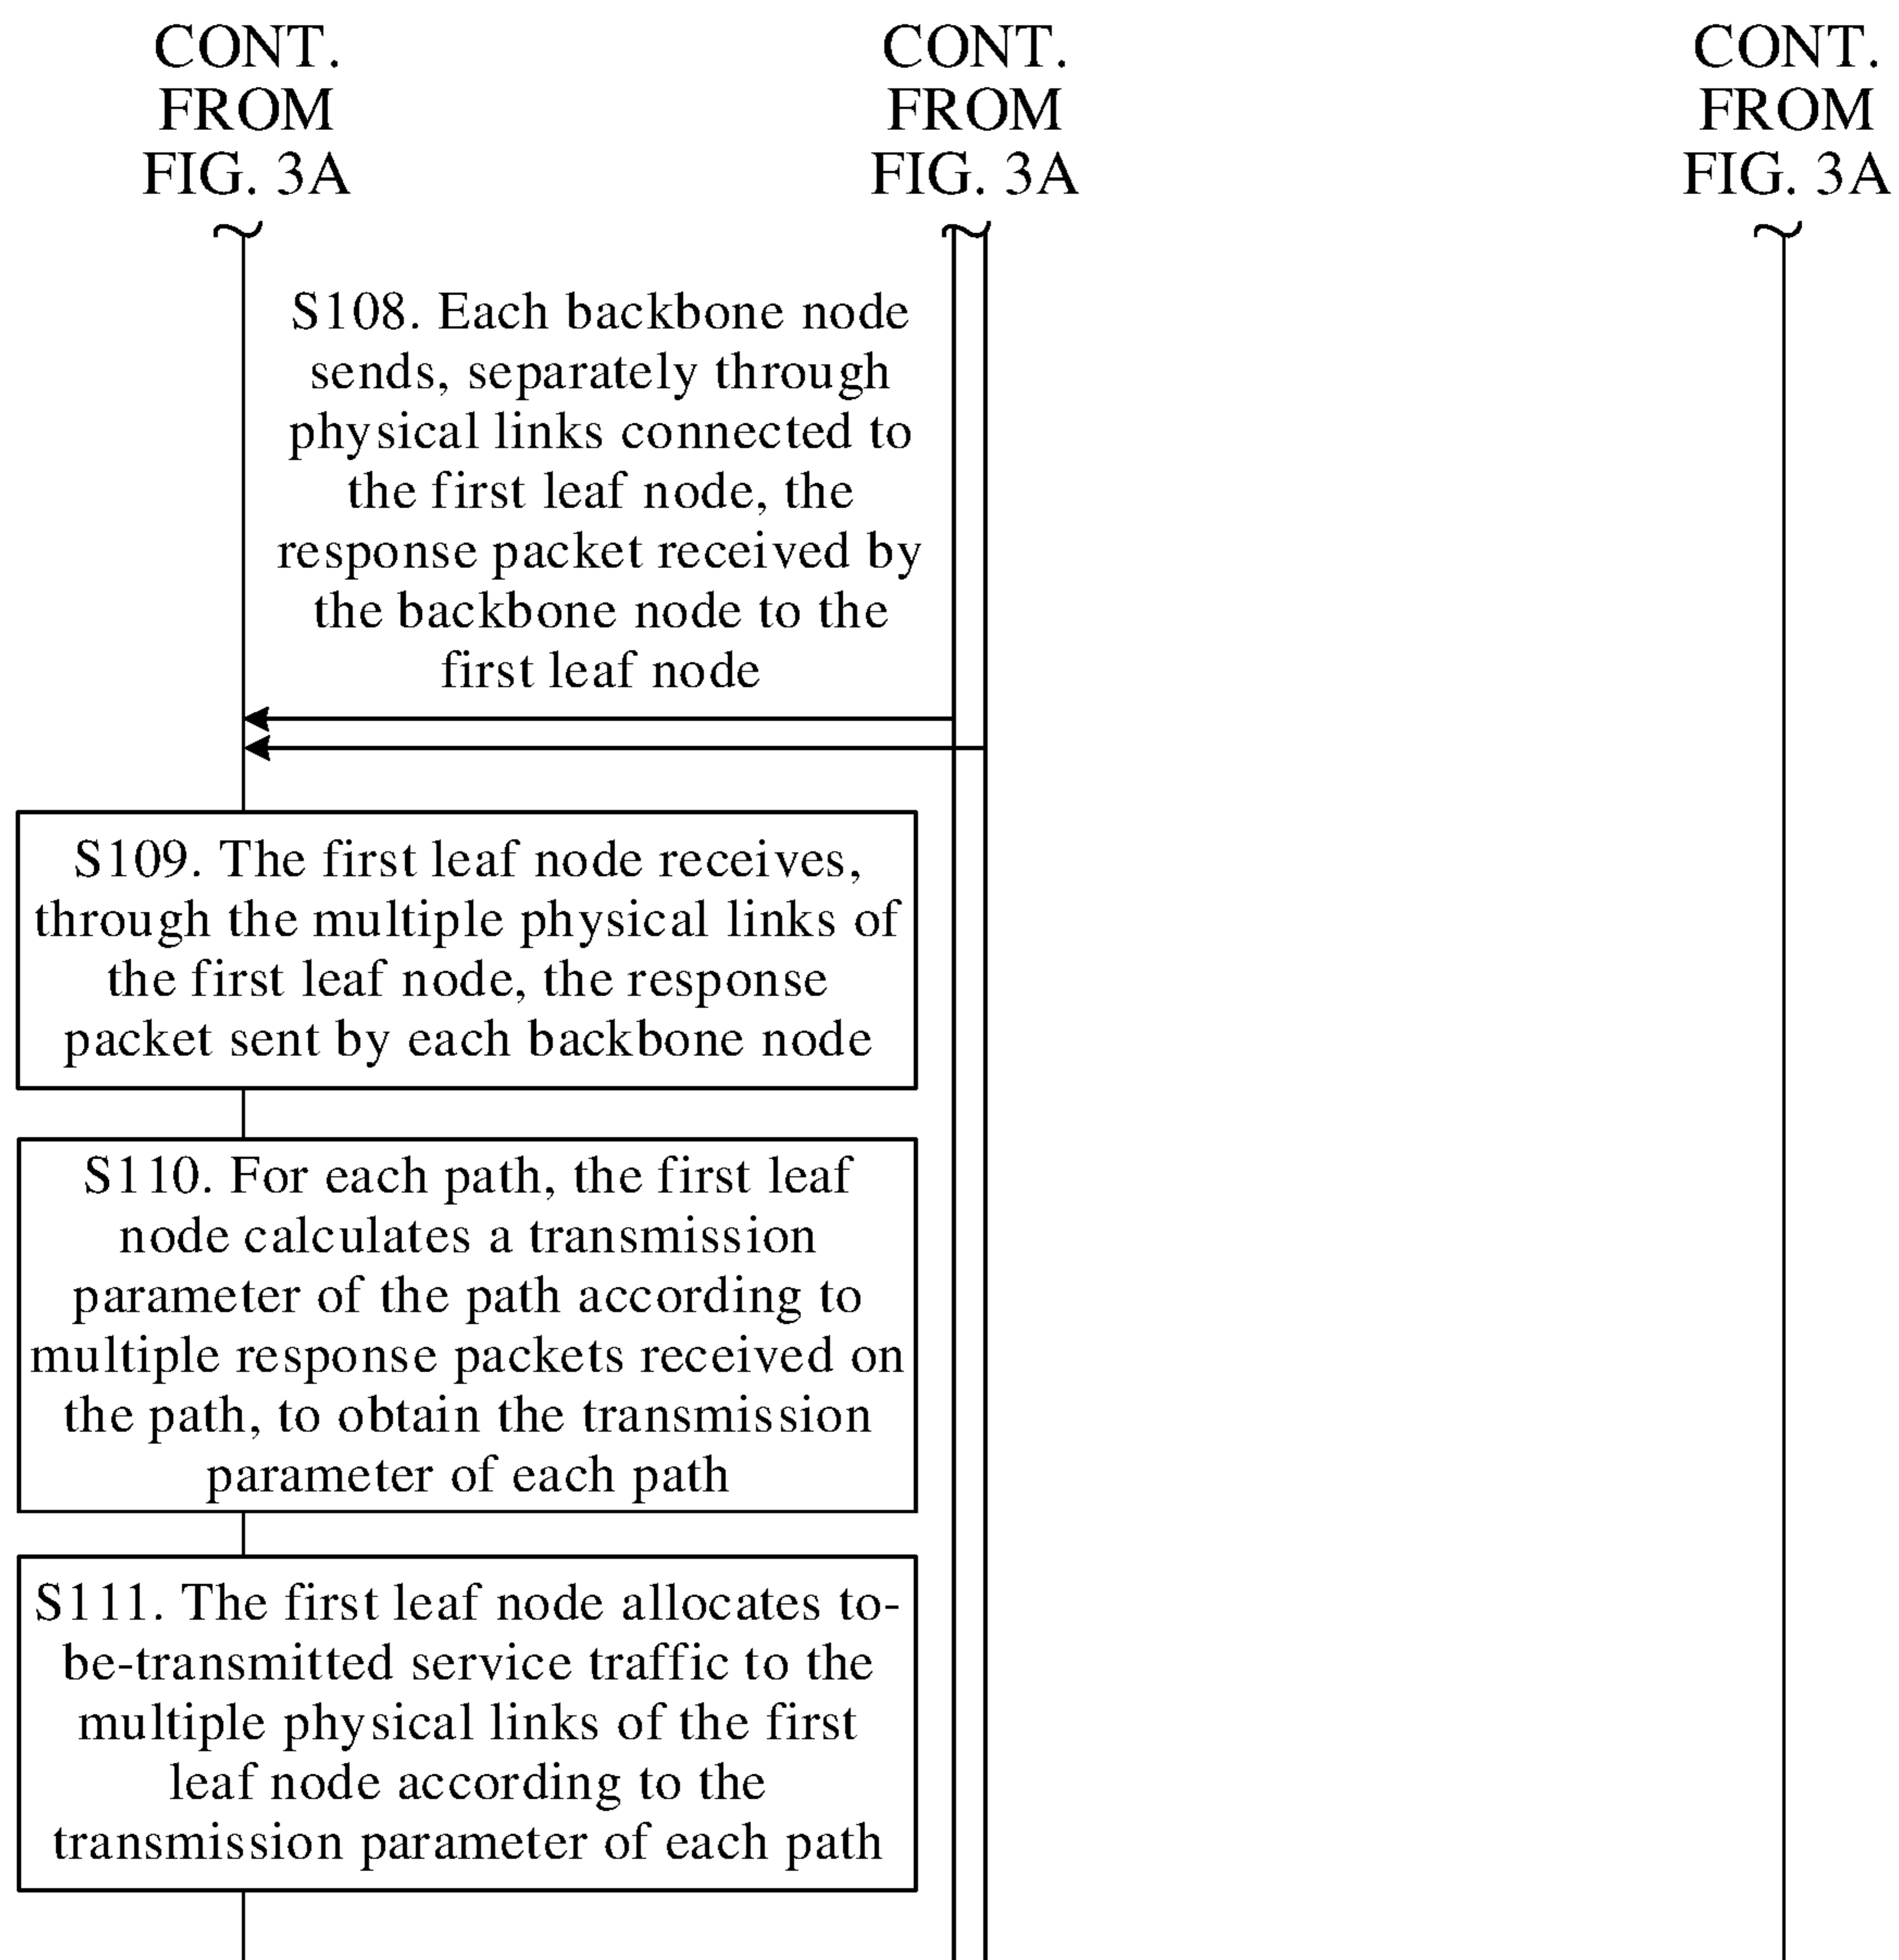 CONT.
FROM
FIG. 3A
CONT.
FROM
FIG. 3A
CONT.
FROM
FIG. 3A
S108. Each backbone node
sends, separately through
physical links connected to
the first leaf node, the
response packet received by
the backbone node to the
first leaf node
S109. The first leaf node receives,
through the multiple physical links of
the first leaf node, the response
packet sent by each backbone node
S110. For each path, the first leaf
node calculates a transmission
parameter of the path according to
multiple response packets received on
the path, to obtain the transmission
parameter of each path
S111. The first leaf node allocates to-
be-transmitted service traffic to the
multiple physical links of the first
leaf node according to the
transmission parameter of each path